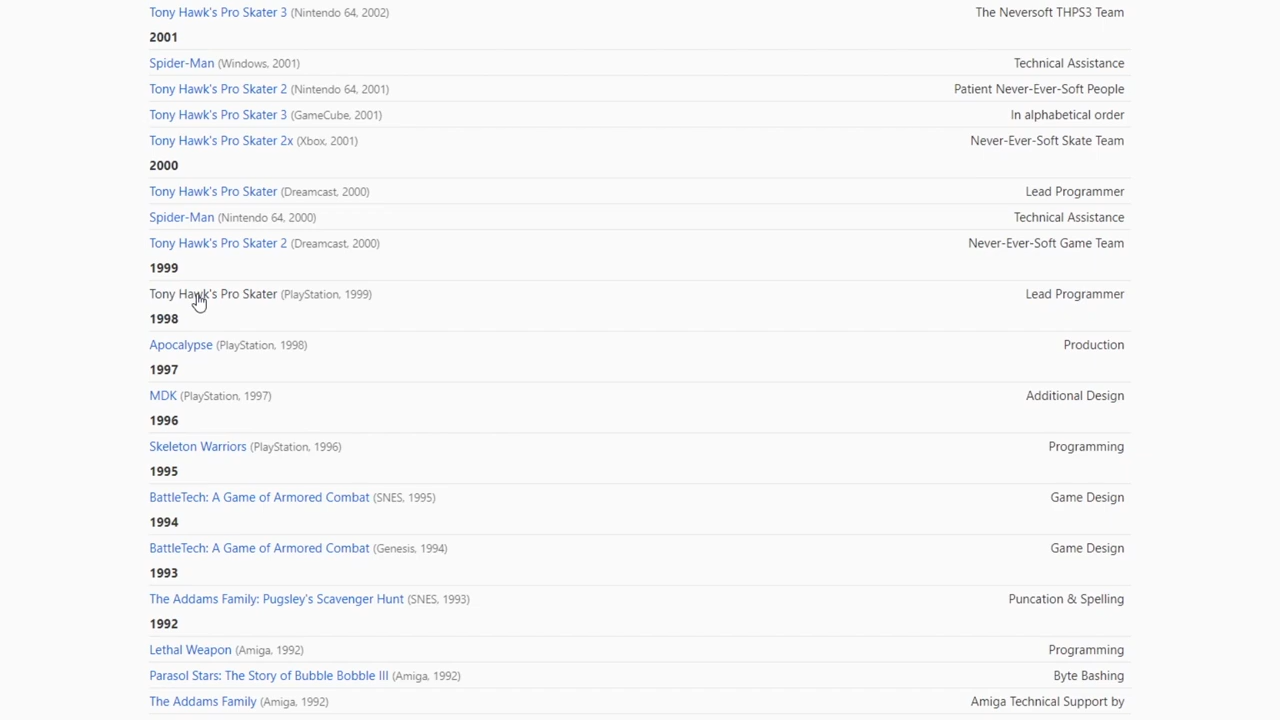 Tony Hawk's Pro Skater 3 (Nintendo 64, 2002) The Neversoft THPS3 Team
2001
Spider-Man (Windows, 2001) Technical Assistance
Tony Hawk's Pro Skater 2 (Nintendo 64, 2001) Patient Never-Ever-Soft People
Tony Hawk's Pro Skater 3 (GameCube, 2001) In alphabetical order
Tony Hawk's Pro Skater 2x (Xbox, 2001) Never-Ever-Soft Skate Team
2000
Tony Hawk's Pro Skater (Dreamcast, 2000) Lead Programmer
Spider-Man (Nintendo 64, 2000) Technical Assistance
Tony Hawk's Pro Skater 2 (Dreamcast, 2000) Never-Ever-Soft Game Team
1999
Tony Hawk's Pro Skater (PlayStation, 1999) Lead Programmer
1998
Apocalypse (PlayStation, 1998) Production
1997
MDK (PlayStation, 1997) Additional Design
1996
Skeleton Warriors (PlayStation, 1996) Programming
1995
BattleTech: A Game of Armored Combat (SNES, 1995) Game Design
1994
BattleTech: A Game of Armored Combat (Genesis, 1994) Game Design
1993
The Addams Family: Pugsley's Scavenger Hunt (SNES, 1993) Puncation & Spelling
1992
Lethal Weapon (Amiga, 1992) Programming
Parasol Stars: The Story of Bubble Bobble III (Amiga, 1992) Byte Bashing
The Addams Family (Amiga, 1992) Amiga Technical Support by